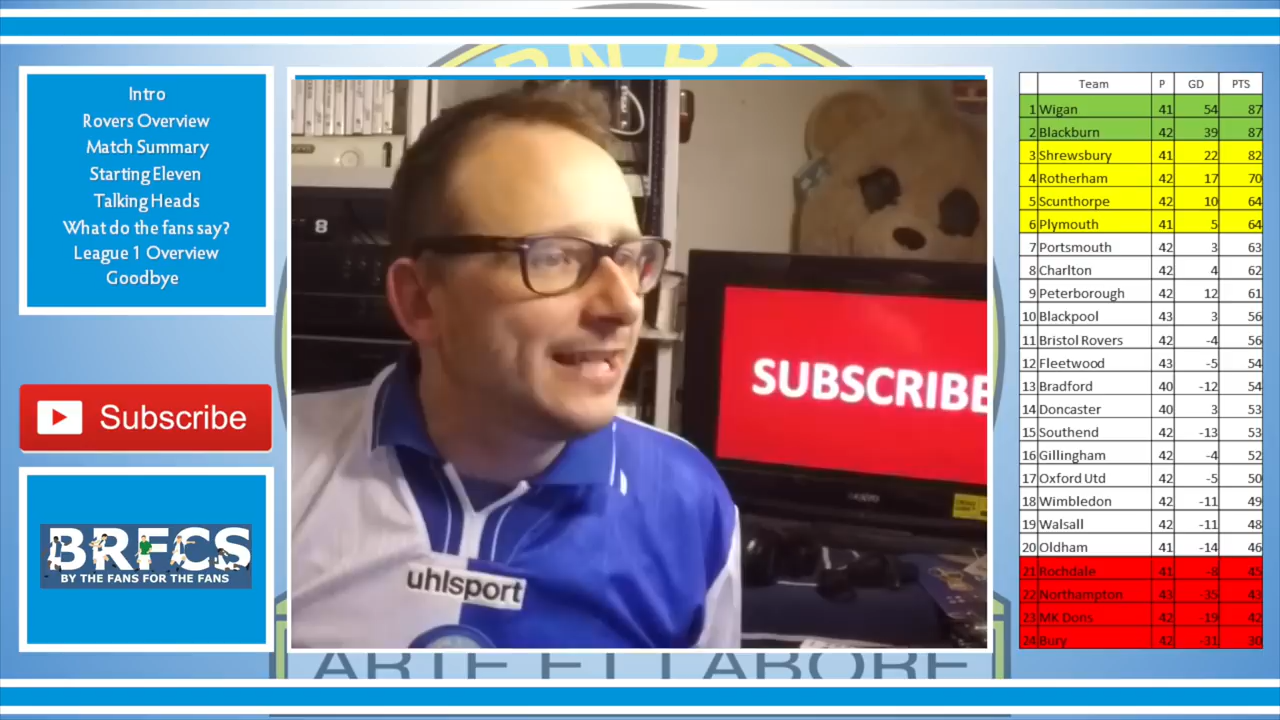 RN RO
Intro
Rovers Overview
Match Summary
Starting Eleven
Talking Heads
What do the fans say?
League 1 Overview
Goodbye
Subscribe
BRFCS
BY THE FANS FOR THE FANS
8
SUBSCRIBE
uhlsport
ARTE ET LABORE
Team P GD PTS
1 Wigan 41 54 87
2 Blackburn 42 39 87
3 Shrewsbury 41 22 82
4 Rotherham 42 17 70
5 Scunthorpe 42 10 64
6 Plymouth 41 5 64
7 Portsmouth 42 3 63
8 Charlton 42 4 62
9 Peterborough 42 12 61
10 Blackpool 43 3 56
11 Bristol Rovers 42 -4 56
12 Fleetwood 43 -5 54
13 Bradford 40 -12 54
14 Doncaster 40 3 53
15 Southend 42 -13 53
16 Gillingham 42 -4 52
17 Oxford Utd 42 -5 50
18 Wimbledon 42 -11 49
19 Walsall 42 -11 48
20 Oldham 41 -14 46
21 Rochdale 41 -8 45
22 Northampton 43 -35 43
23 MK Dons 42 19 42
24 Bury 42 -31 30